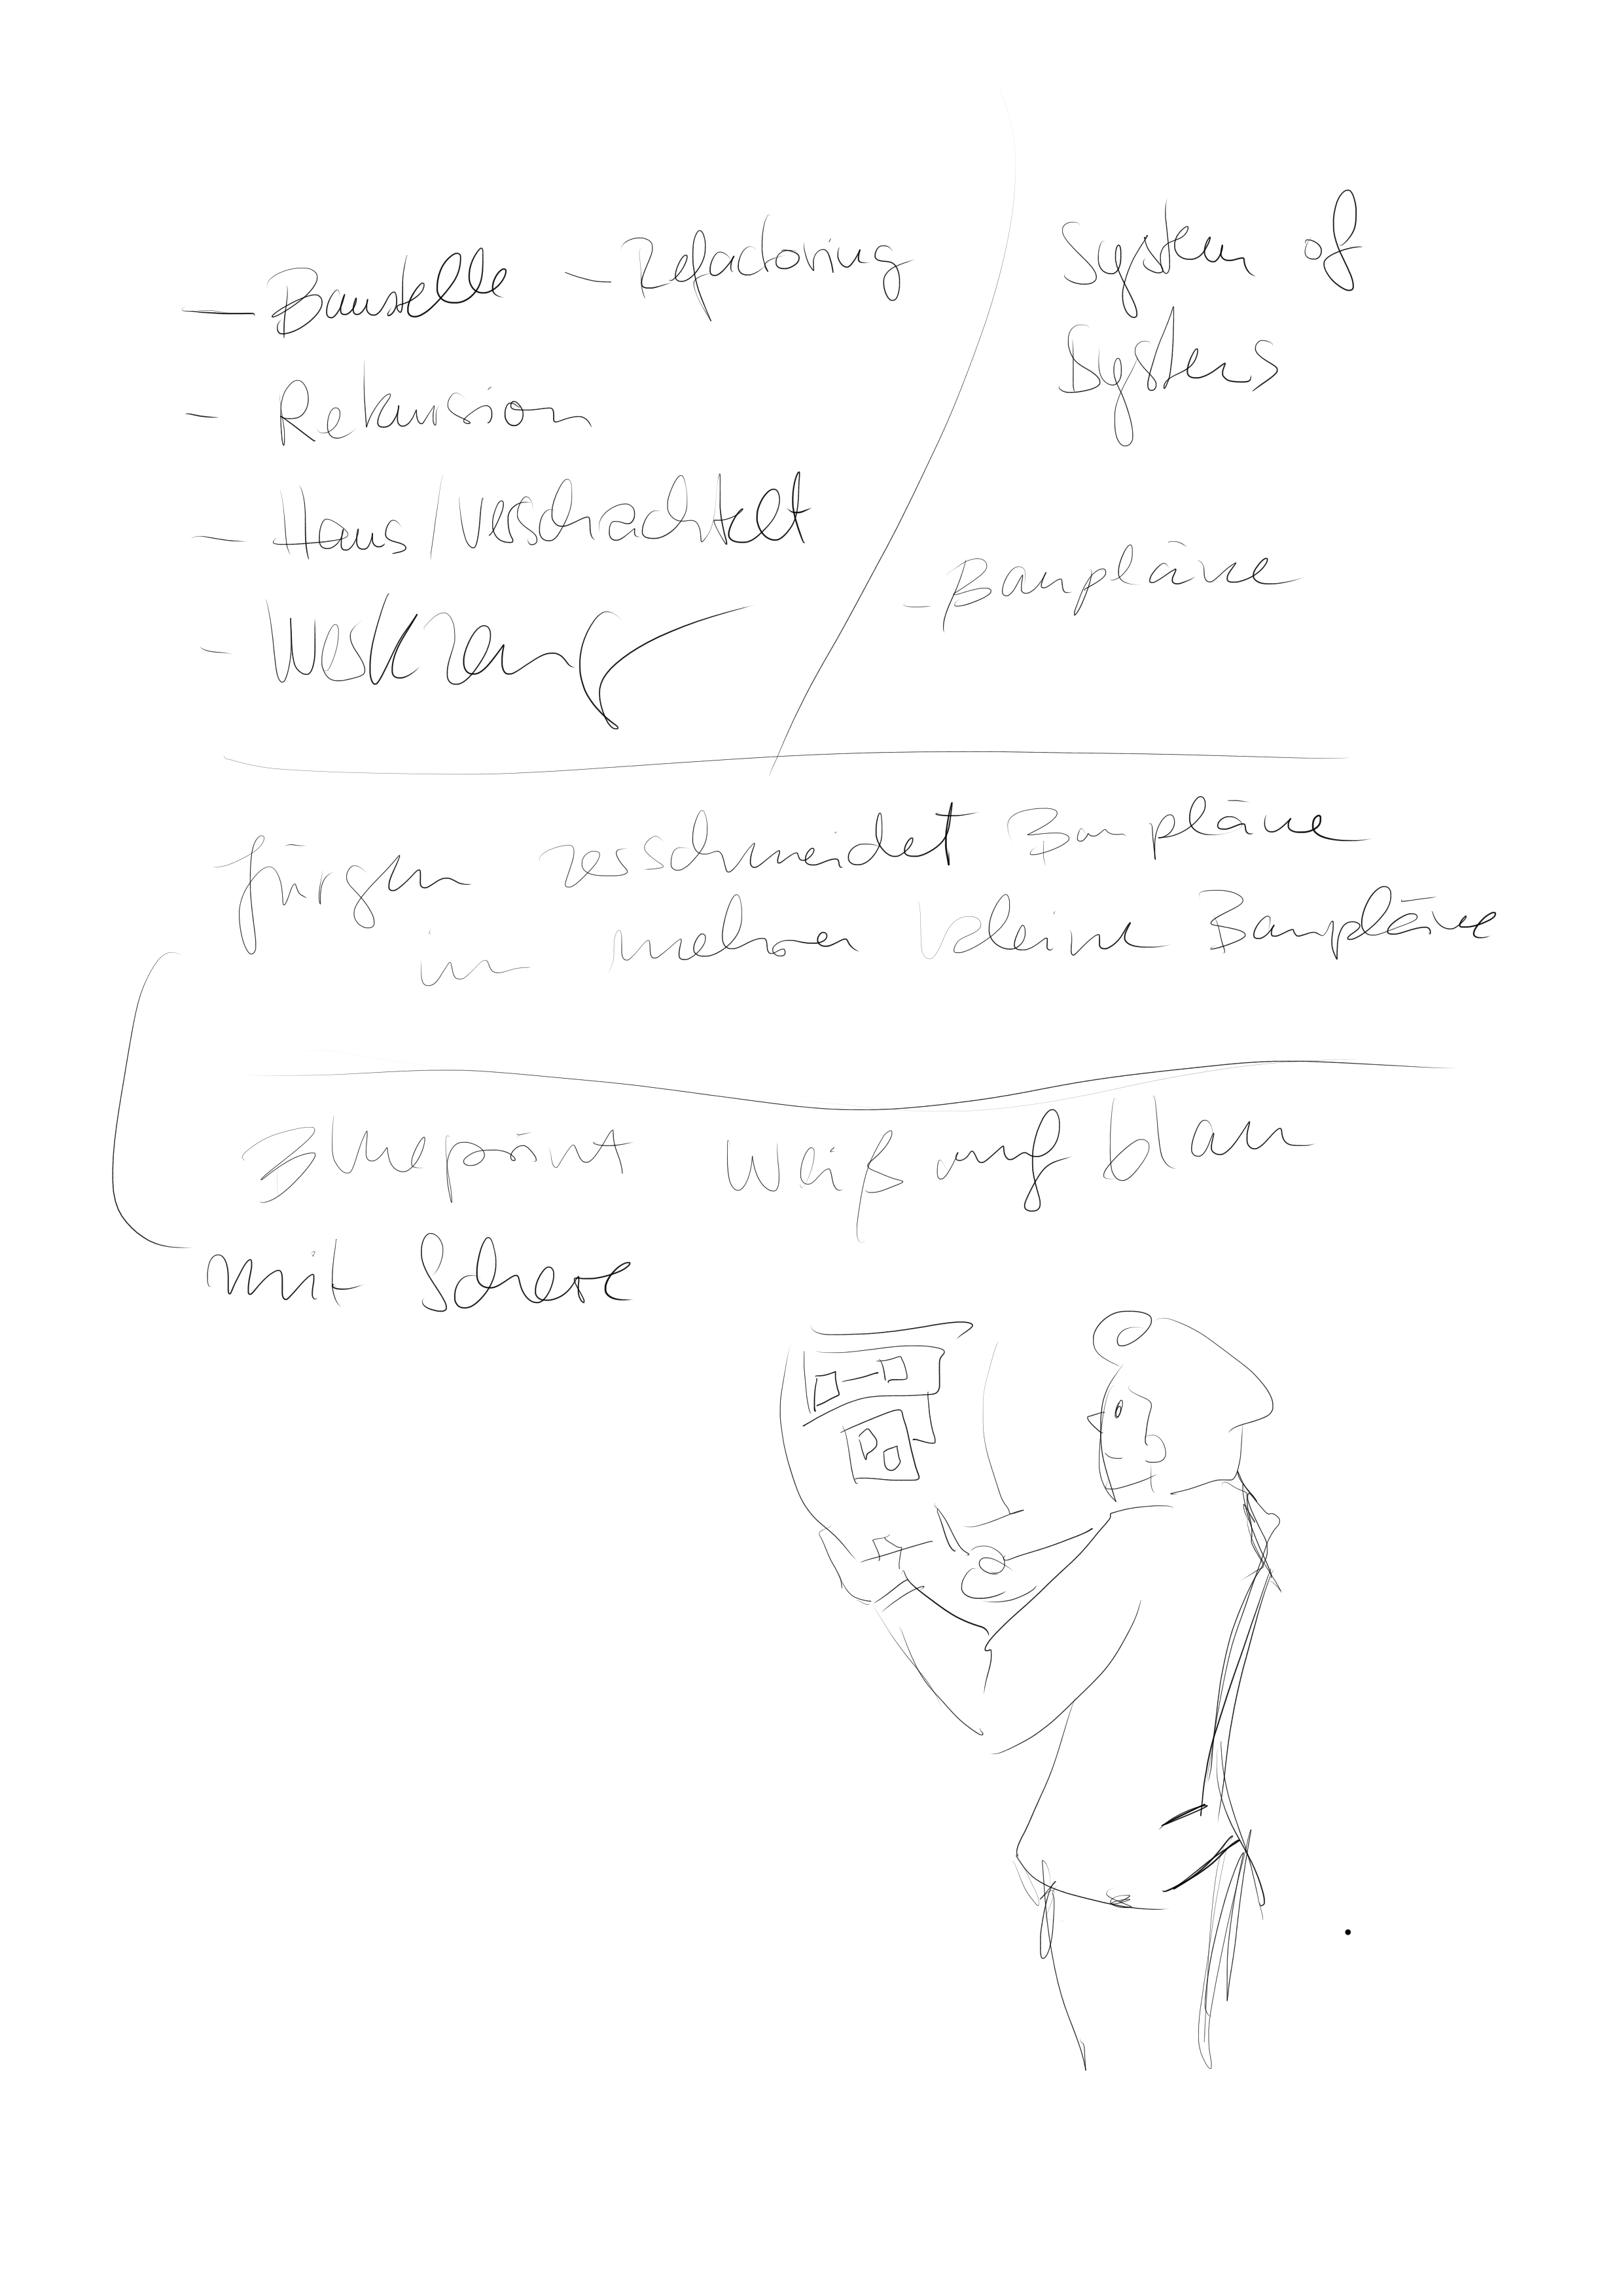 - Baustelle - Refactoring
- Rekursion
- Haus / verschachtelt
- Werkzeug
System of
Systems
- Baupläne
Jürgen zerschneidet Baupläne
in mehrere kleine Baupläne
Blueprint weiß auf blau
mit Schere